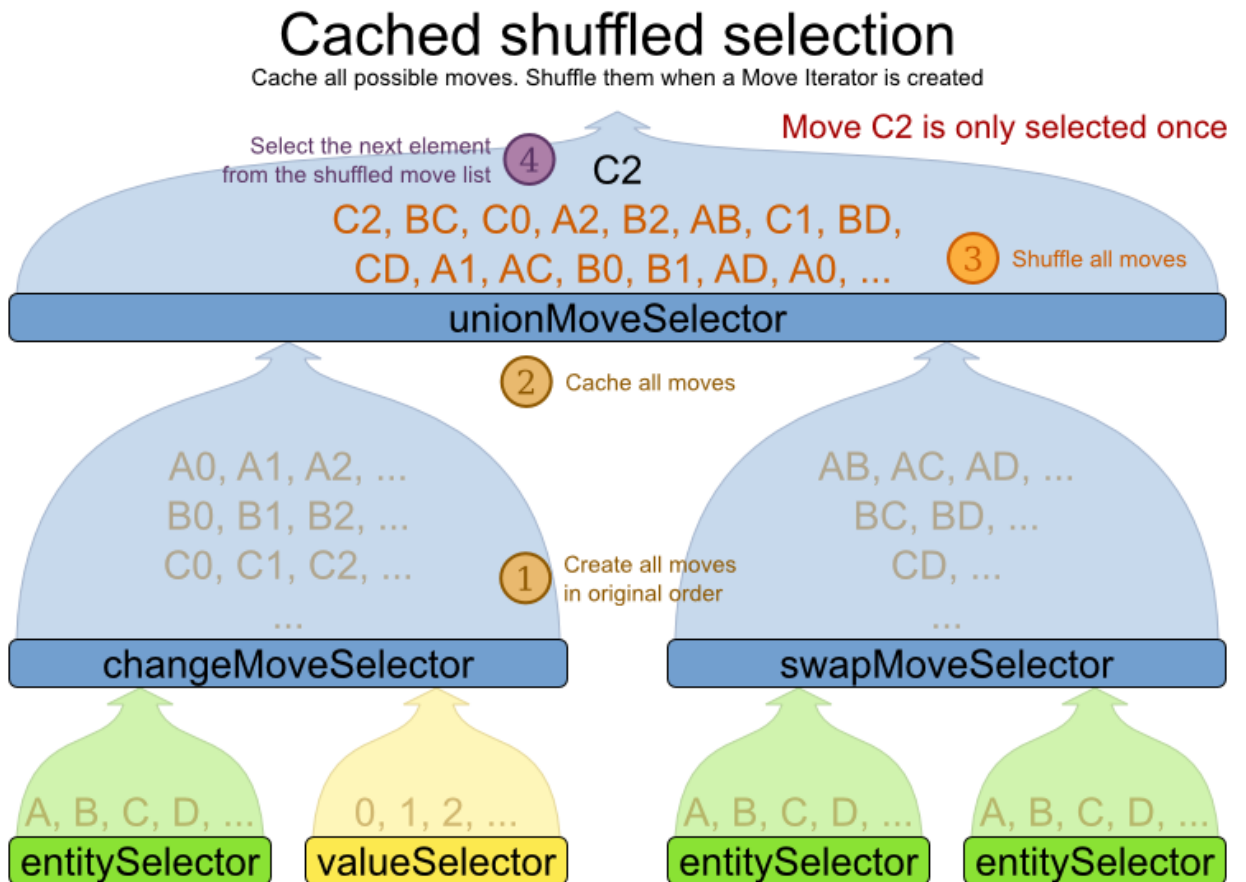 Cached shuffled selection
Cache all possible moves. Shuffle them when a Move Iterator is created
Move C2 is only selected once
Select the next element
from the shuffled move list
4
C2
C2, BC, C0, A2, B2, AB, C1, BD,
CD, A1, AC, B0, B1, AD, A0, ...
3
Shuffle all moves
unionMoveSelector
2
Cache all moves
A0, A1, A2, ...
B0, B1, B2, ...
C0, C1, C2, ...
...
1
Create all moves
in original order
AB, AC, AD, ...
BC, BD, ...
CD, ...
...
changeMoveSelector
swapMoveSelector
A, B, C, D, ...
0, 1, 2, ...
A, B, C, D, ...
A, B, C, D, ...
entitySelector
valueSelector
entitySelector
entitySelector